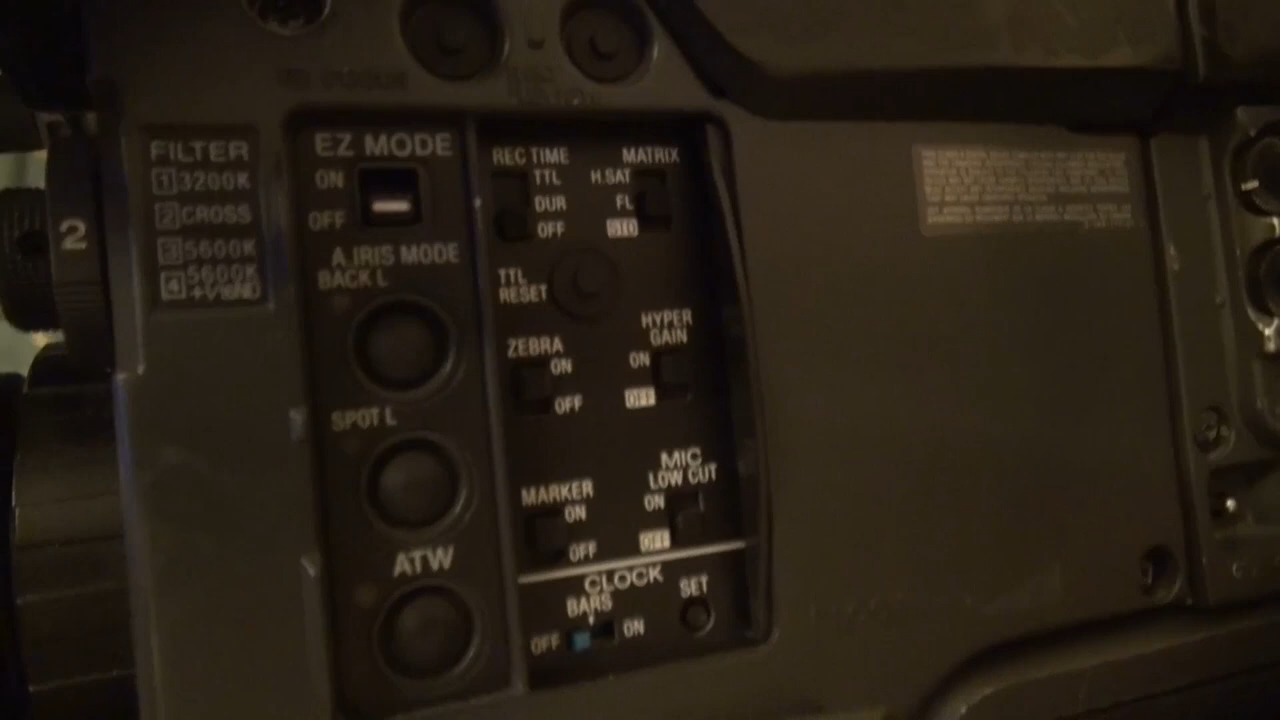 FILTER
1 3200K
2 CROSS
3 5600K
4 5600K
+1/8ND
2
EZ MODE
ON
OFF
A.IRIS MODE
BACK L
SPOT L
ATW
REC TIME
TTL
DUR
OFF
MATRIX
H.SAT
FL
STD
TTL
RESET
ZEBRA
ON
OFF
HYPER
GAIN
ON
OFF
MARKER
ON
OFF
MIC
LOW CUT
ON
OFF
CLOCK
BARS
OFF
ON
SET